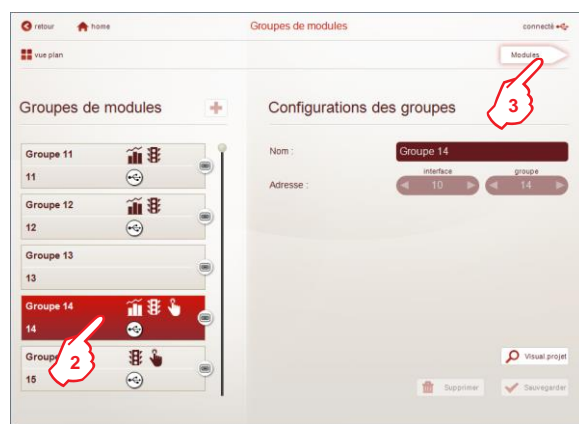 retour home Groupes de modules connecté
vue plan Modules
Groupes de modules Configurations des groupes
3
Groupe 11
11
Nom : Groupe 14
interface groupe
Adresse : 10 14
Groupe 12
12
Groupe 13
13
Groupe 14
14
2
Groupe
15
Visual.projet
Supprimer Sauvegarder